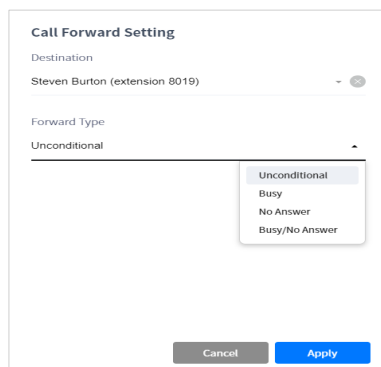 Call Forward Setting
Destination
Steven Burton (extension 8019)
Forward Type
Unconditional
Unconditional
Busy
No Answer
Busy/No Answer
Cancel
Apply